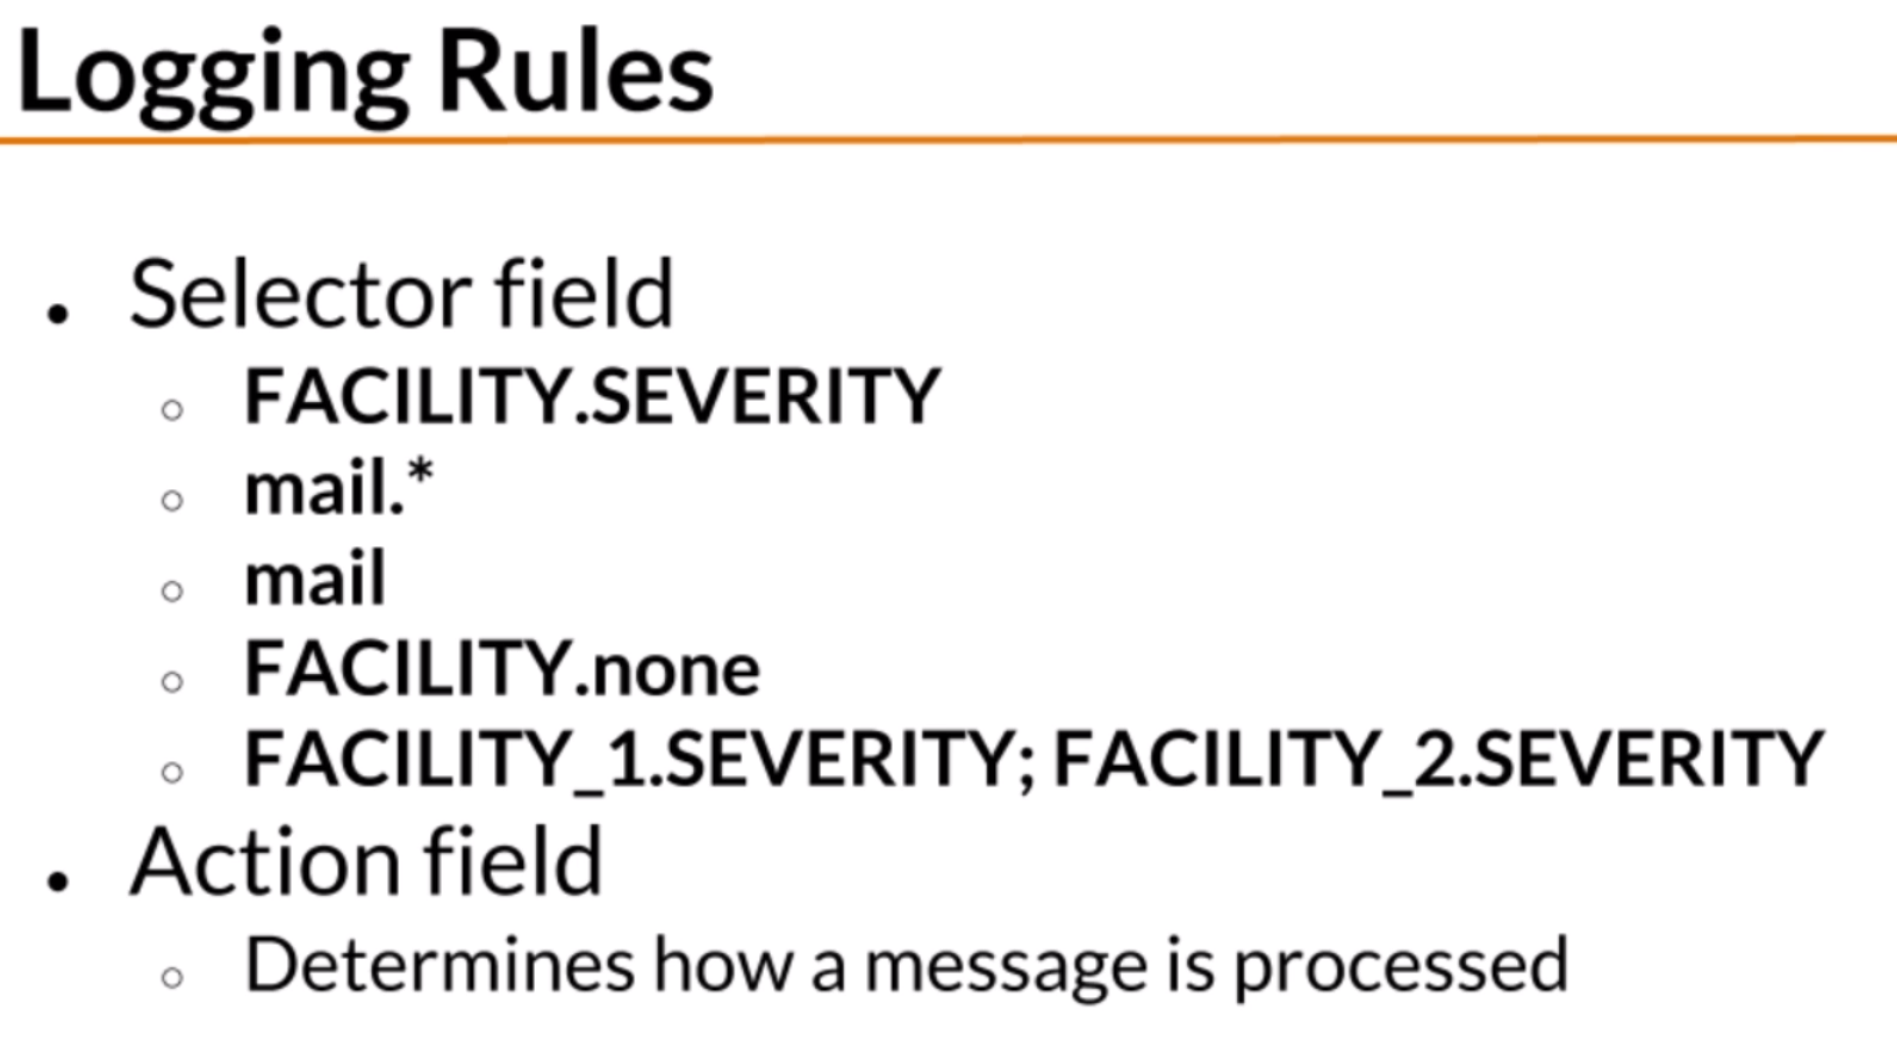 Logging Rules
Selector field
FACILITY.SEVERITY
mail.*
mail
FACILITY.none
FACILITY_1.SEVERITY; FACILITY_2.SEVERITY
Action field
Determines how a message is processed